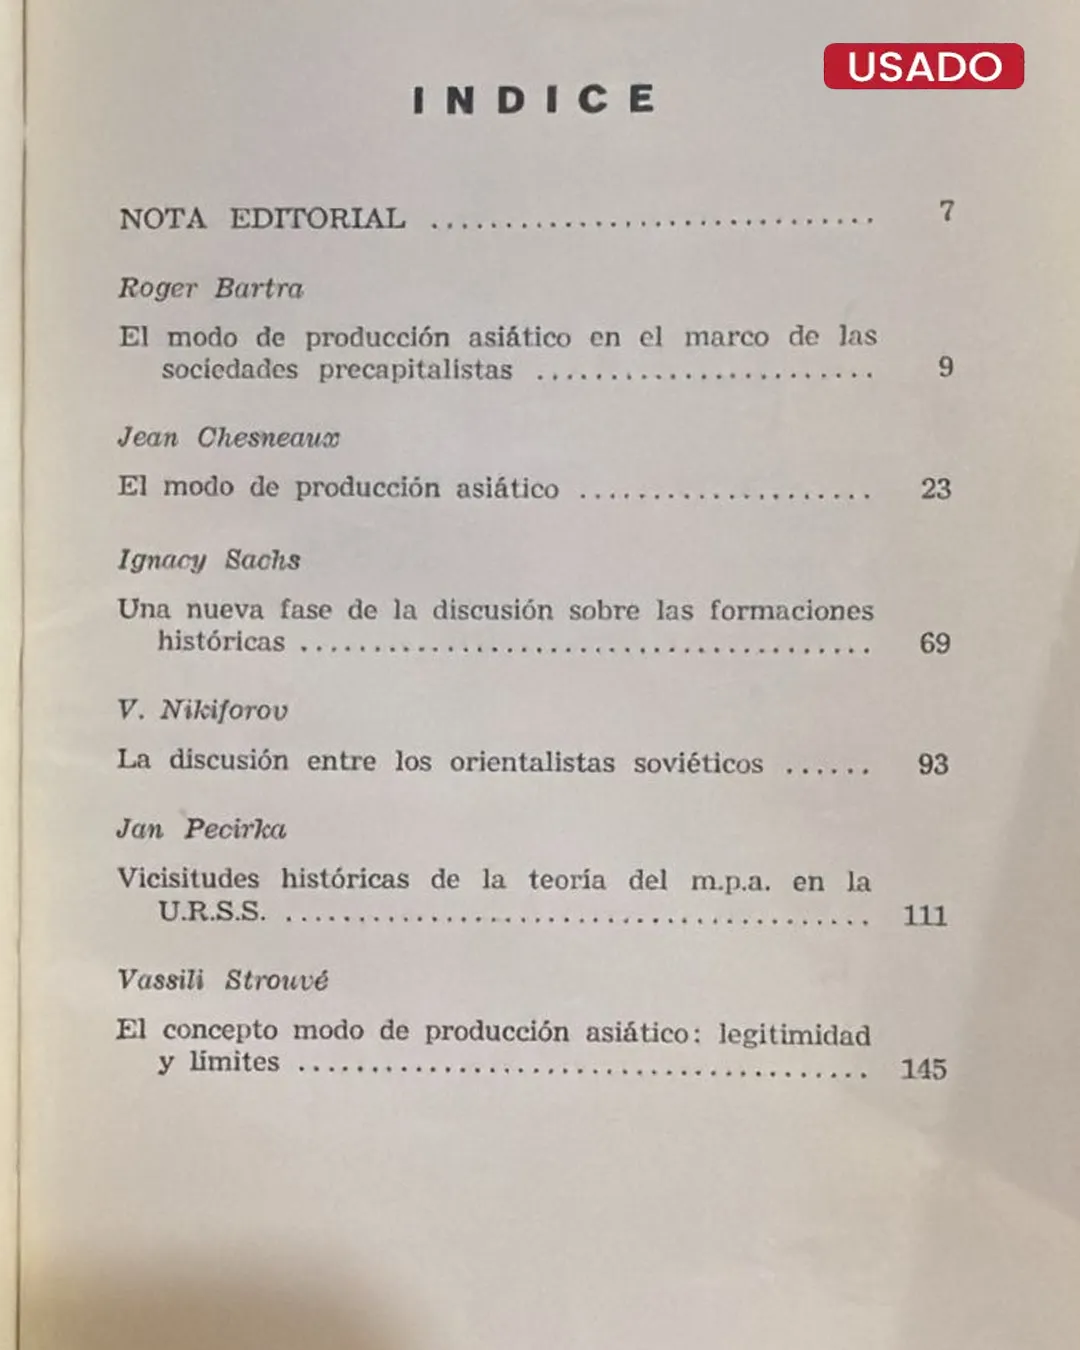 USADO
INDICE
NOTA EDITORIAL .............................. 7
Roger Bartra
El modo de producción asiático en el marco de las
sociedades precapitalistas ....................... 9
Jean Chesneaux
El modo de producción asiático .................... 23
Ignacy Sachs
Una nueva fase de la discusión sobre las formaciones
históricas ....................................... 69
V. Nikiforov
La discusión entre los orientalistas soviéticos ...... 93
Jan Pecirka
Vicisitudes históricas de la teoría del m.p.a. en la
U.R.S.S. ........................................ 111
Vassili Strouvé
El concepto modo de producción asiático: legitimidad
y límites ....................................... 145